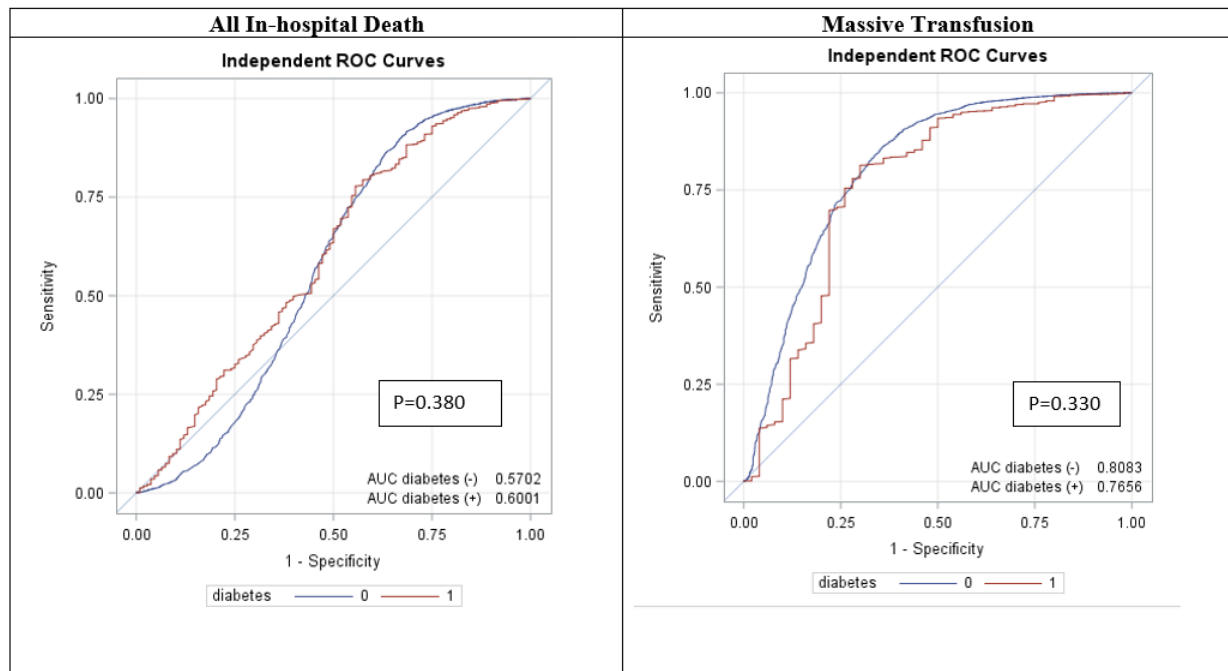 All In-hospital Death
Independent ROC Curves
1.00
0.75
0.50
0.25
0.00
Sensitivity
P=0.380
AUC diabetes (-) 0.5702
AUC diabetes (+) 0.6001
0.00 0.25 0.50 0.75 1.00
1 - Specificity
diabetes 0 1
Massive Transfusion
Independent ROC Curves
1.00
0.75
0.50
0.25
0.00
Sensitivity
P=0.330
AUC diabetes (-) 0.8083
AUC diabetes (+) 0.7656
0.00 0.25 0.50 0.75 1.00
1 - Specificity
diabetes 0 1